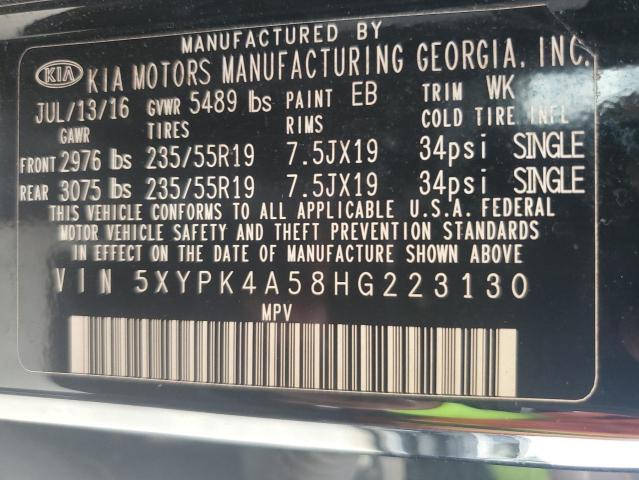 MANUFACTURED BY
KIA KIA MOTORS MANUFACTURING GEORGIA, INC.
JUL/13/16 GVWR 5489 lbs PAINT EB TRIM WK
GAWR TIRES RIMS COLD TIRE INFL
FRONT 2976 lbs 235/55R19 7.5JX19 34psi SINGLE
REAR 3075 lbs 235/55R19 7.5JX19 34psi SINGLE
THIS VEHICLE CONFORMS TO ALL APPLICABLE U.S.A. FEDERAL
MOTOR VEHICLE SAFETY AND THEFT PREVENTION STANDARDS
IN EFFECT ON THE DATE OF MANUFACTURE SHOWN ABOVE
VIN 5XYPK4A58HG223130
MPV